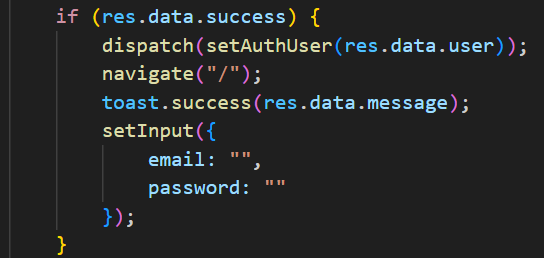 if (res.data.success) {
    dispatch(setAuthUser(res.data.user));
    navigate("/");
    toast.success(res.data.message);
    setInput({
        email: "",
        password: ""
    });
}